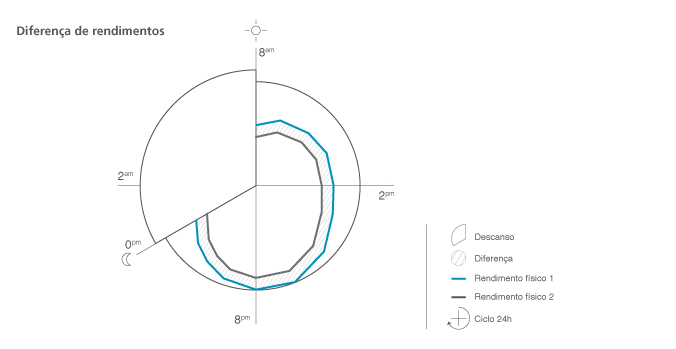 Diferença de rendimentos
8am
2am
2pm
0pm
8pm
Descanso
Diferença
Rendimento físico 1
Rendimento físico 2
Ciclo 24h